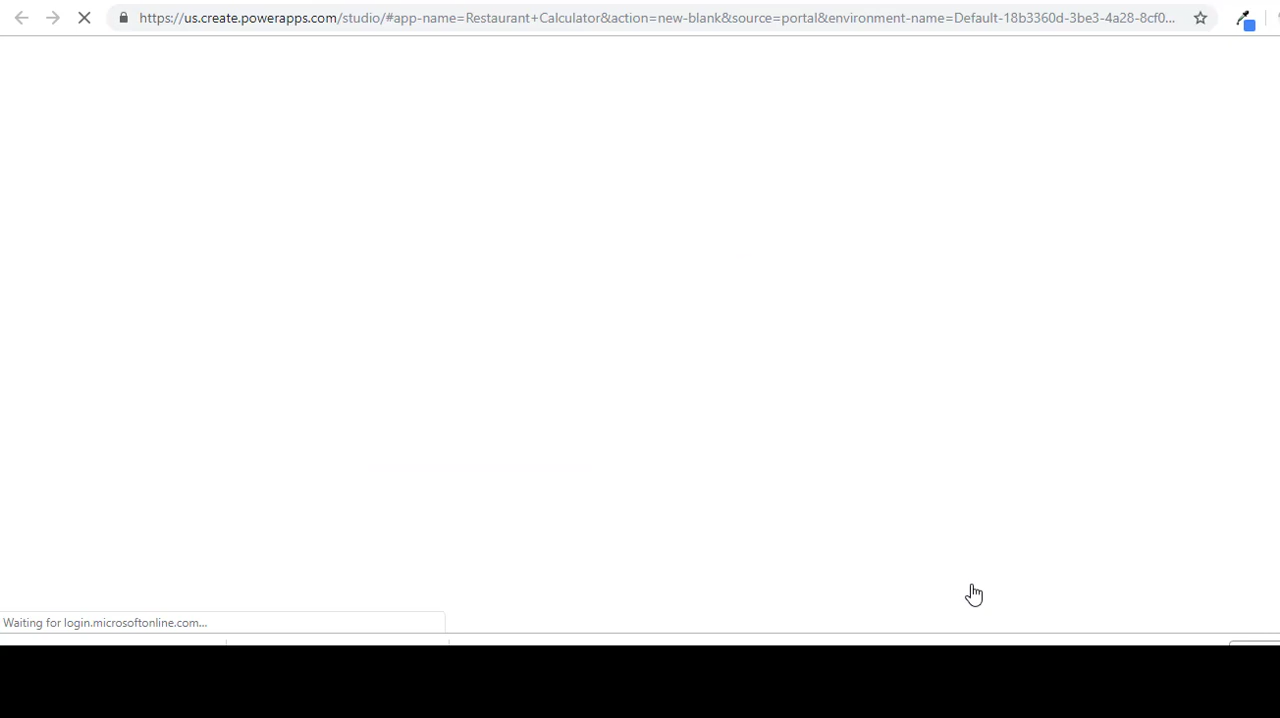 https://us.create.powerapps.com/studio/#app-name=Restaurant+Calculator&action=new-blank&source=portal&environment-name=Default-18b3360d-3be3-4a28-8cf0...
Waiting for login.microsoftonline.com...